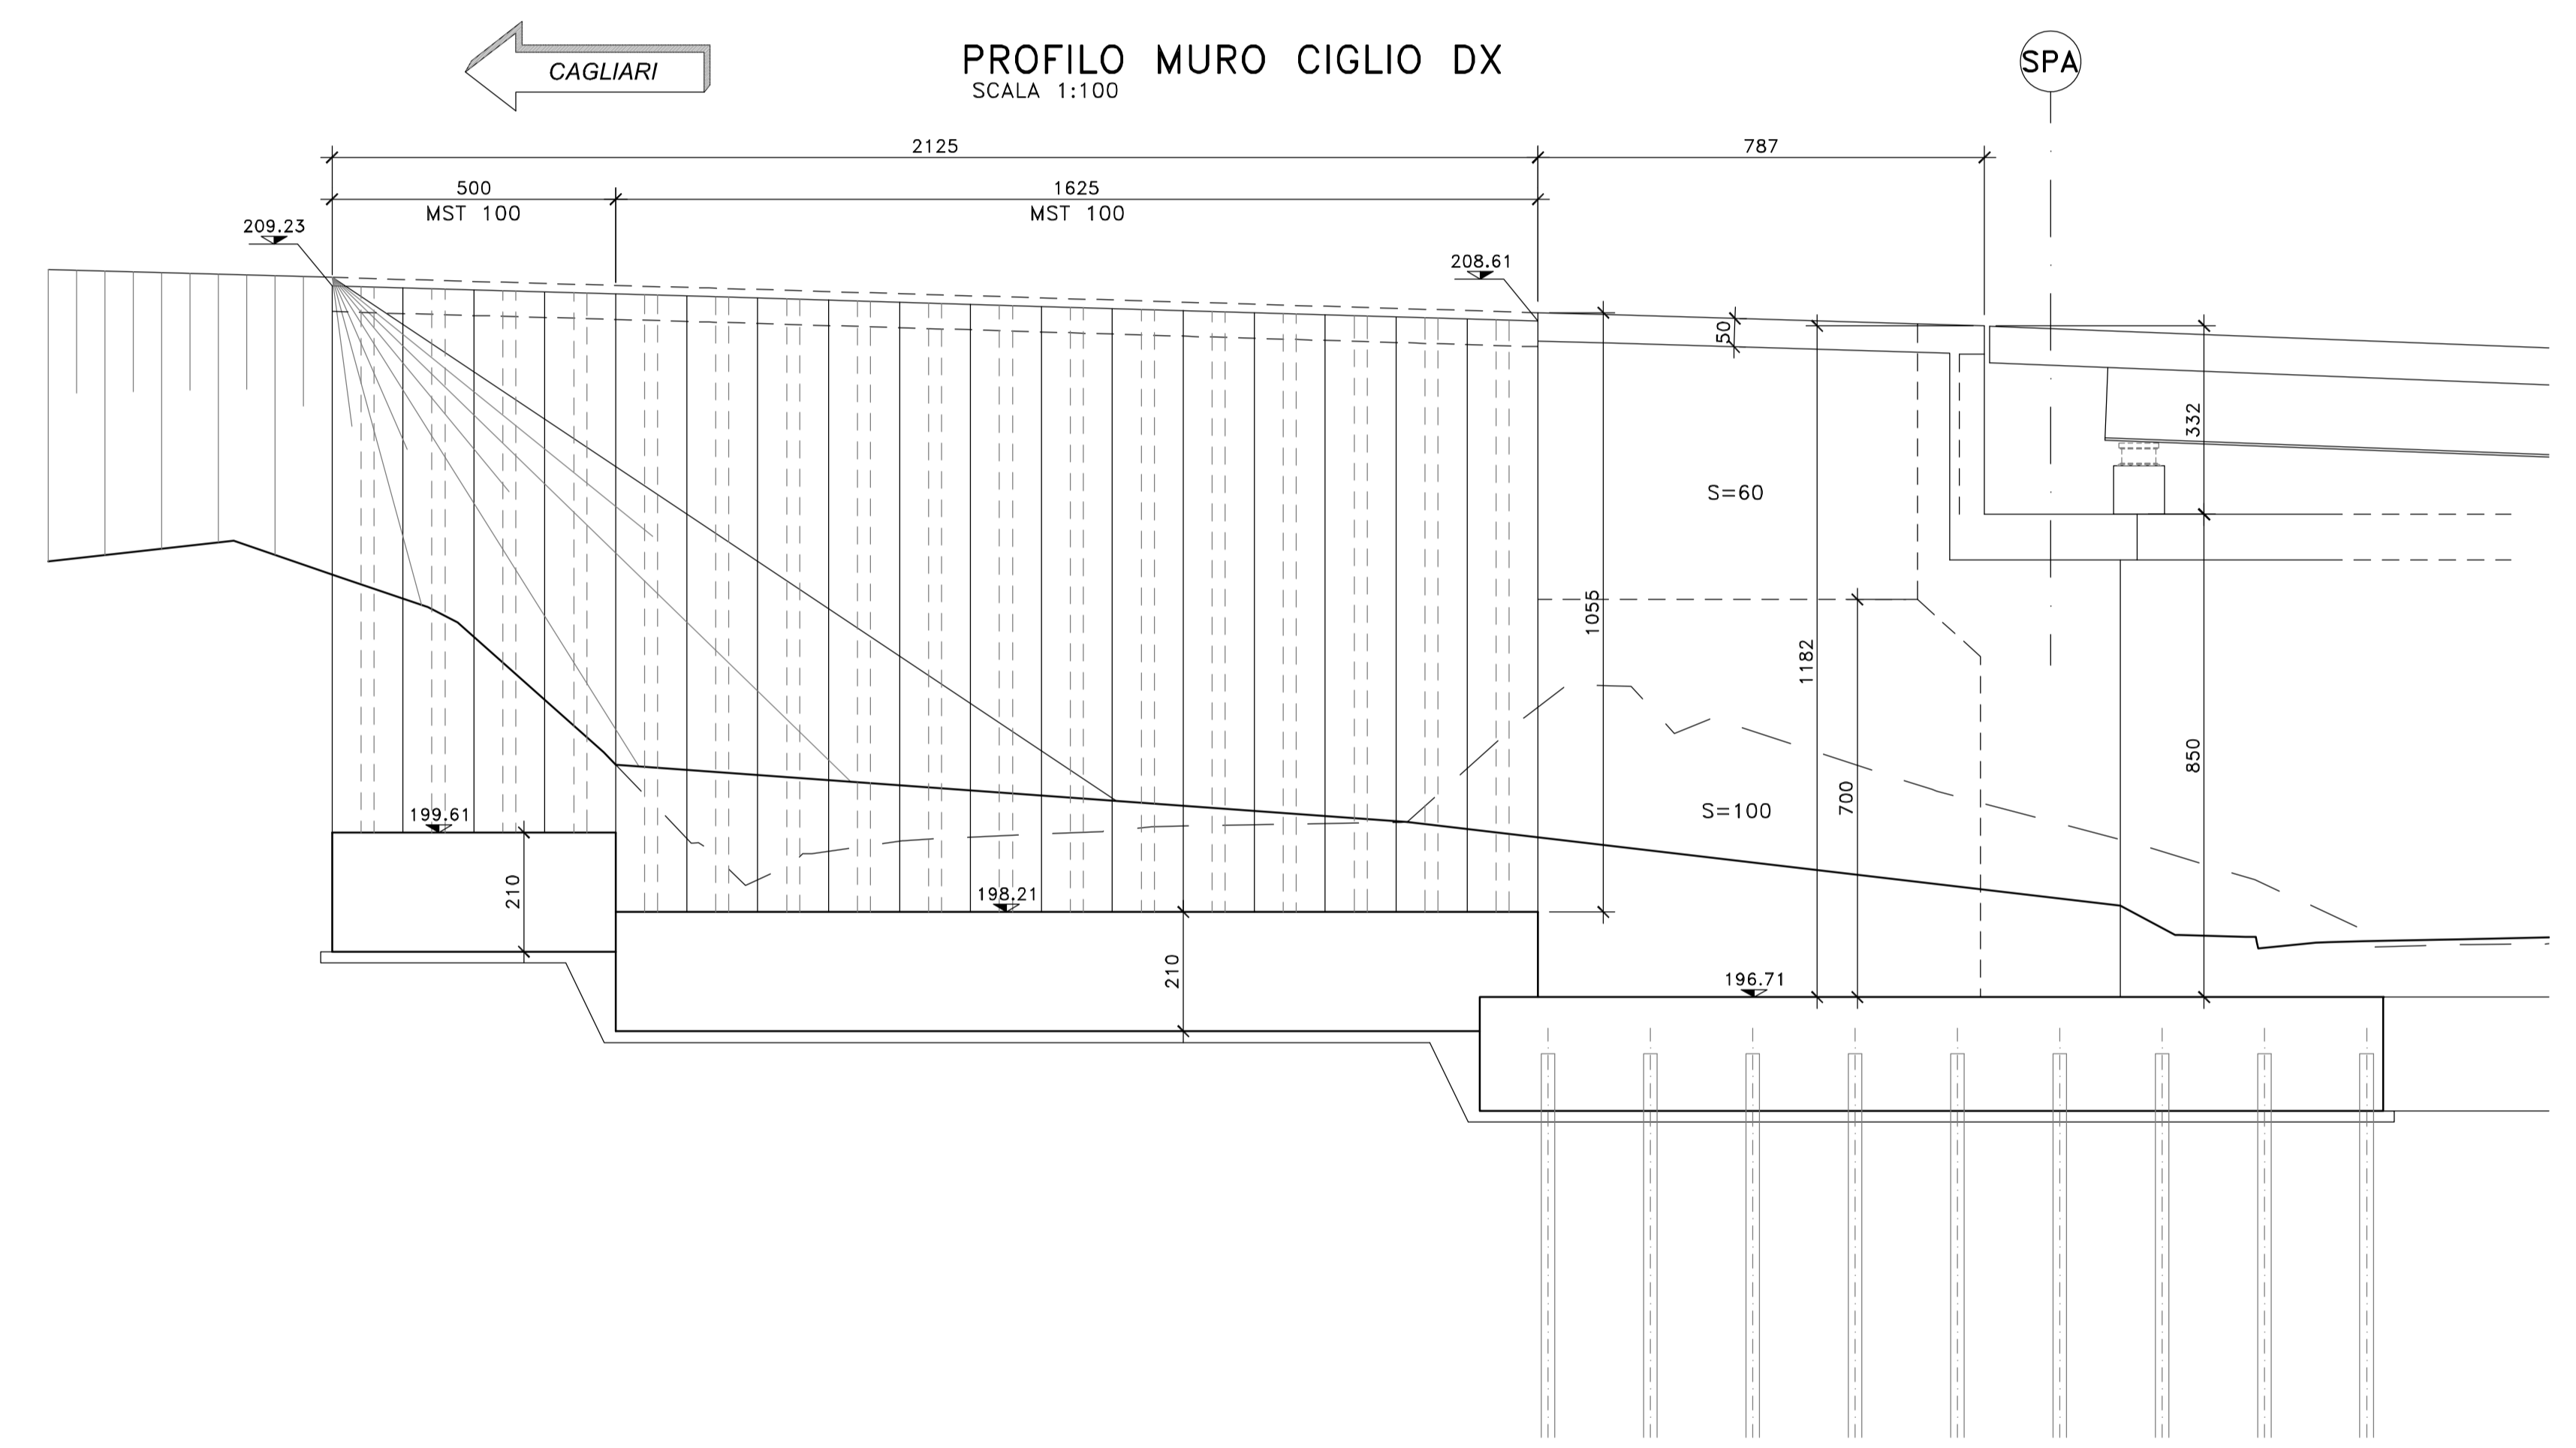 CAGLIARI
PROFILO MURO CIGLIO DX
SCALA 1:100
SPA
2125
787
500
1625
MST 100
MST 100
209.23
208.61
50
332
S=60
1055
1182
850
700
S=100
199.61
210
198.21
210
196.71